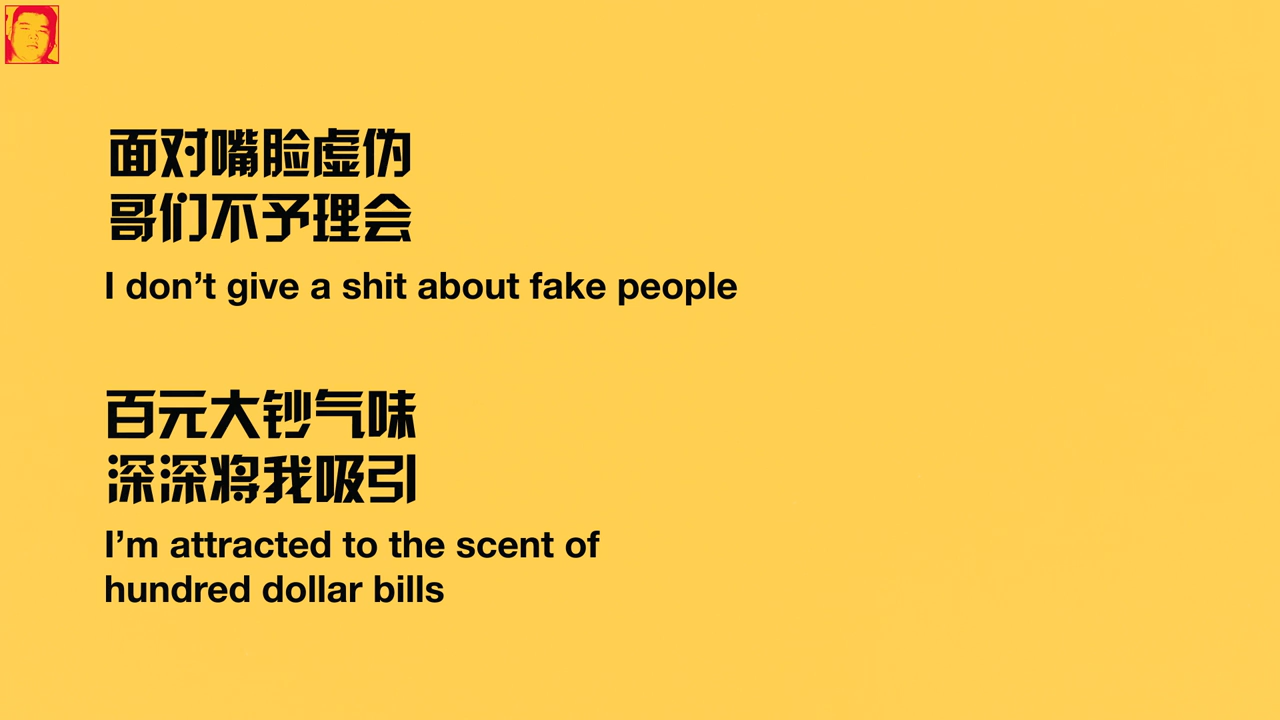 面对嘴脸虚伪
哥们不予理会
I don’t give a shit about fake people
百元大钞气味
深深将我吸引
I’m attracted to the scent of
hundred dollar bills